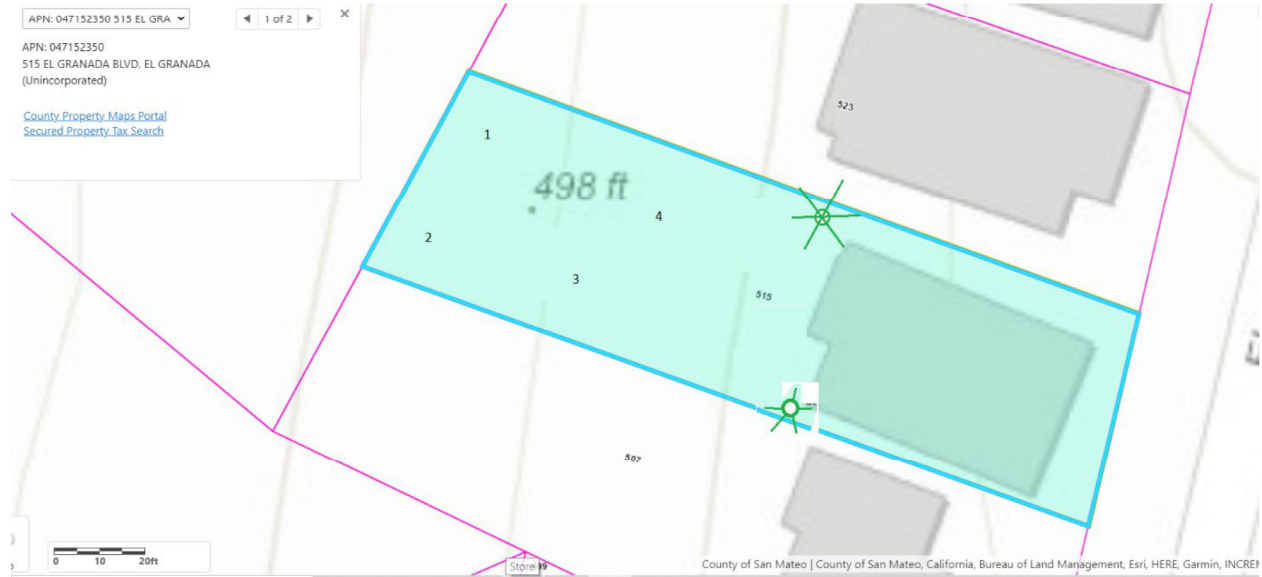 APN: 047152350 515 EL GRA
1 of 2
APN: 047152350
515 EL GRANADA BLVD, EL GRANADA
(Unincorporated)
County Property Maps Portal
Secured Property Tax Search
523
1
498 ft
4
2
3
515
507
0 10 20ft
Store
County of San Mateo | County of San Mateo, California, Bureau of Land Management, Esri, HERE, Garmin, INCREM